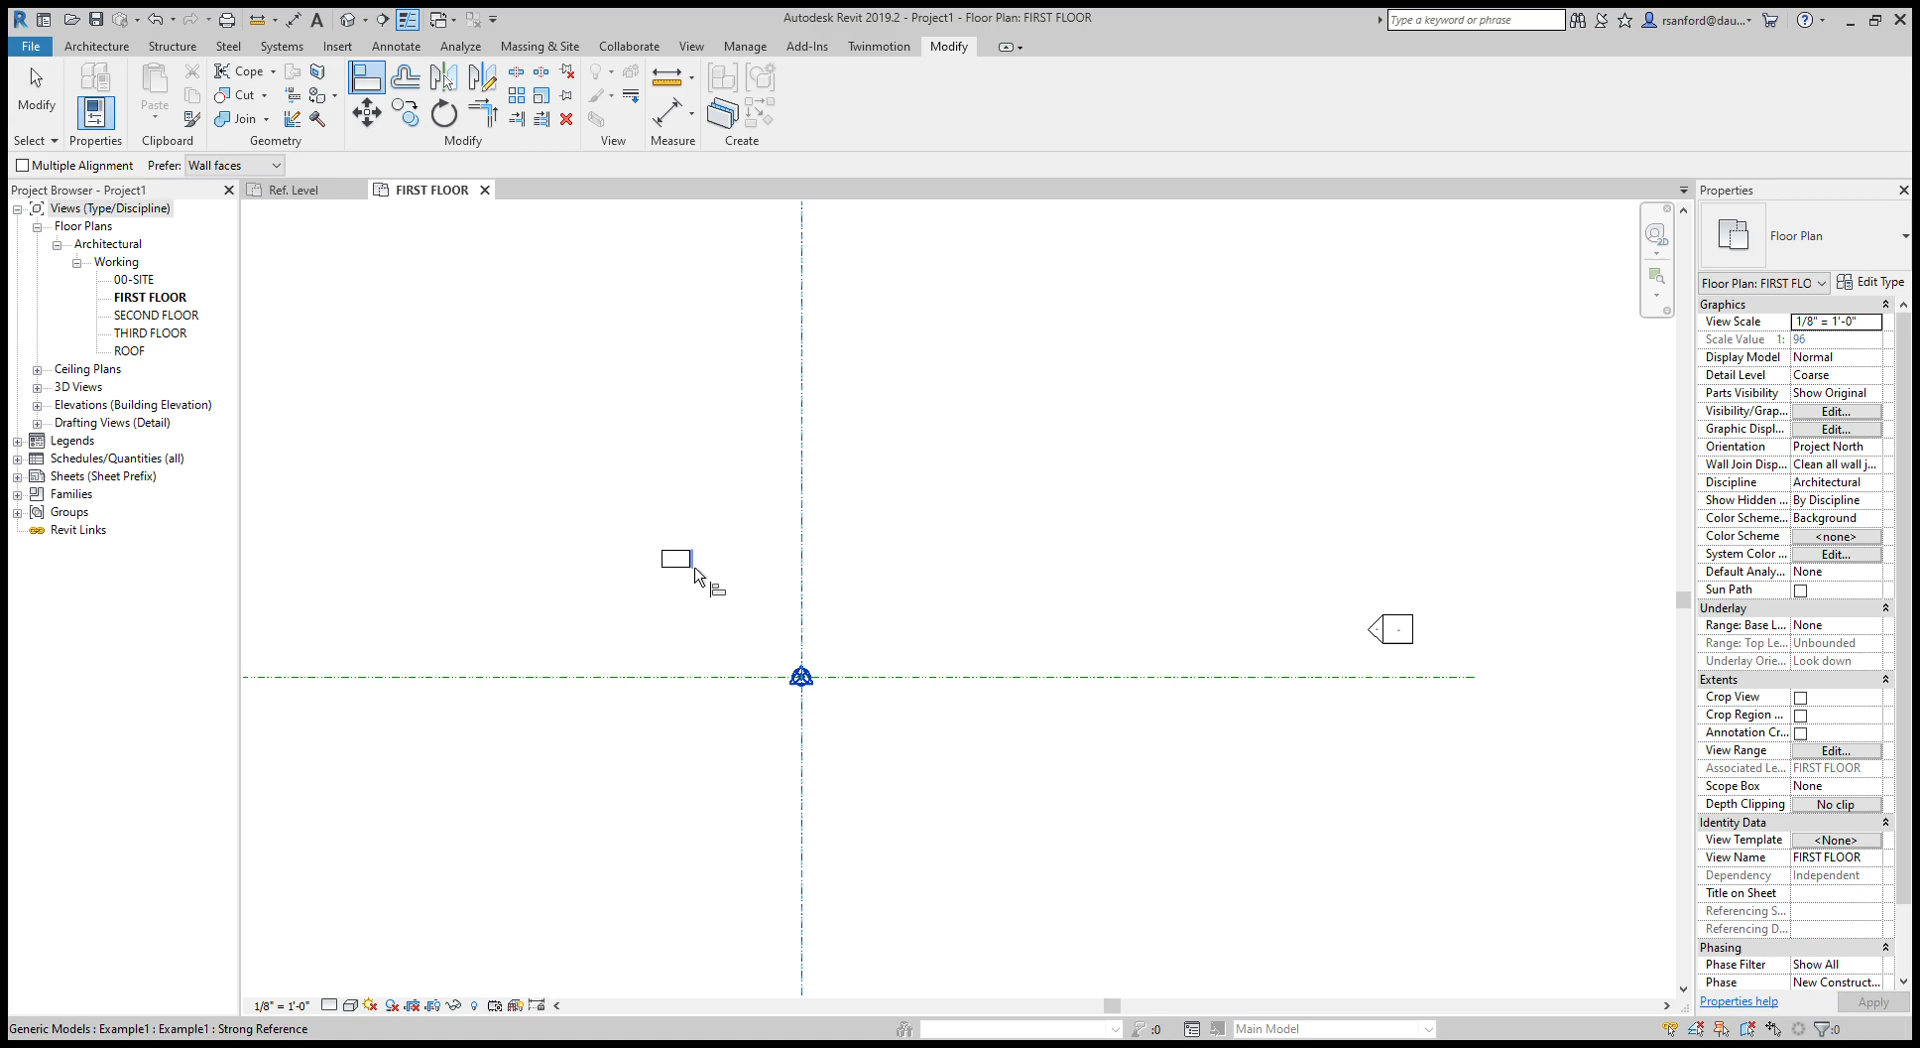 Autodesk Revit 2019.2 - Project1 - Floor Plan: FIRST FLOOR
Type a keyword or phrase
rsanford@dau...
File Architecture Structure Steel Systems Insert Annotate Analyze Massing & Site Collaborate View Manage Add-Ins Twinmotion Modify
Modify
Paste
Cope
Cut
Join
Select Properties Clipboard Geometry Modify View Measure Create
Multiple Alignment Prefer: Wall faces
Project Browser - Project1
Views (Type/Discipline)
Floor Plans
Architectural
Working
00-SITE
FIRST FLOOR
SECOND FLOOR
THIRD FLOOR
ROOF
Ceiling Plans
3D Views
Elevations (Building Elevation)
Drafting Views (Detail)
Legends
Schedules/Quantities (all)
Sheets (Sheet Prefix)
Families
Groups
Revit Links
Ref. Level
FIRST FLOOR
2D
Properties
Floor Plan
Floor Plan: FIRST FLO
Edit Type
Graphics
View Scale 1/8" = 1'-0"
Scale Value 1: 96
Display Model Normal
Detail Level Coarse
Parts Visibility Show Original
Visibility/Grap... Edit...
Graphic Displ... Edit...
Orientation Project North
Wall Join Disp... Clean all wall j...
Discipline Architectural
Show Hidden ... By Discipline
Color Scheme... Background
Color Scheme <none>
System Color ... Edit...
Default Analy... None
Sun Path
Underlay
Range: Base L... None
Range: Top Le... Unbounded
Underlay Orie... Look down
Extents
Crop View
Crop Region ...
Annotation Cr...
View Range Edit...
Associated Le... FIRST FLOOR
Scope Box None
Depth Clipping No clip
Identity Data
View Template <None>
View Name FIRST FLOOR
Dependency Independent
Title on Sheet
Referencing S...
Referencing D...
Phasing
Phase Filter Show All
Phase New Construct...
Properties help
Apply
1/8" = 1'-0"
Generic Models : Example1 : Example1 : Strong Reference
:0
Main Model
:0